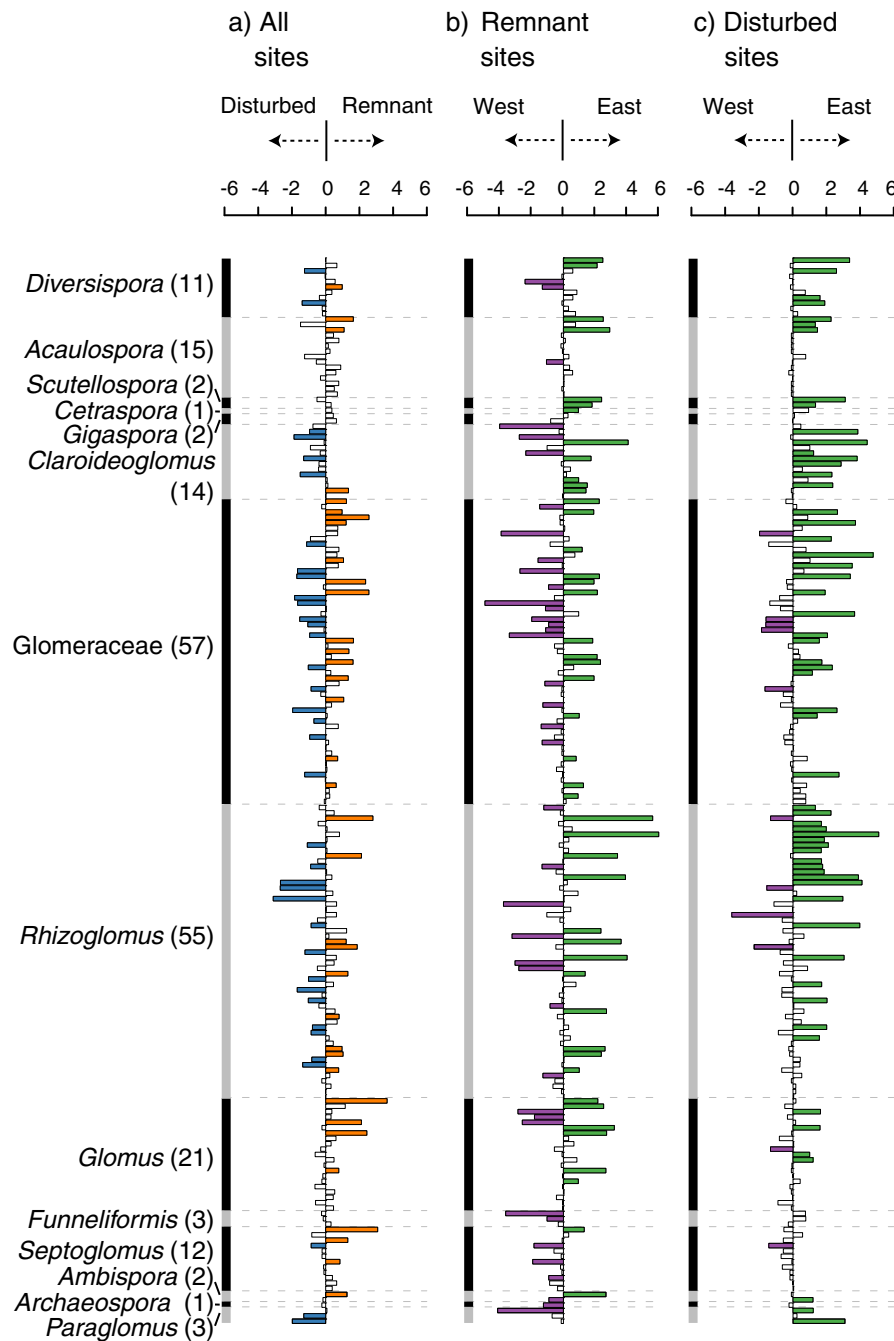 a) All sites
b) Remnant sites
c) Disturbed sites
Disturbed Remnant
West East
West East
-6 -4 -2 0 2 4 6
-6 -4 -2 0 2 4 6
-6 -4 -2 0 2 4 6
Diversispora (11)
Acaulospora (15)
Scutellospora (2)
Cetraspora (1)
Gigaspora (2)
Claroideoglomus
(14)
Glomeraceae (57)
Rhizoglomus (55)
Glomus (21)
Funneliformis (3)
Septoglomus (12)
Ambispora (2)
Archaeospora (1)
Paraglomus (3)